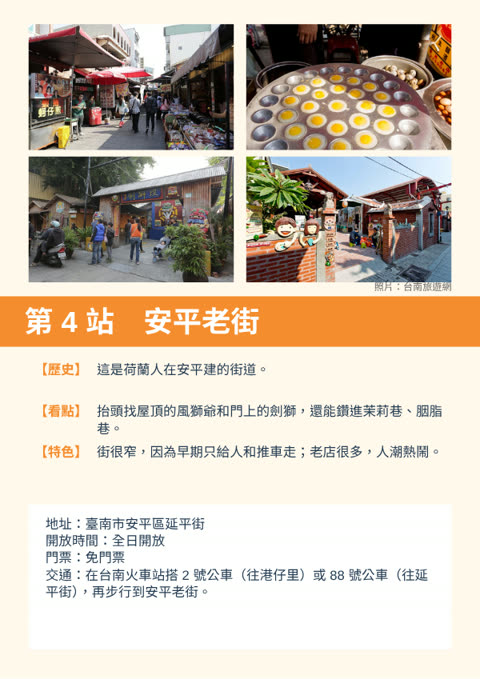 蚵仔煎
照片：台南旅遊網
第 4 站　安平老街
【歷史】 這是荷蘭人在安平建的街道。
【看點】 抬頭找屋頂的風獅爺和門上的劍獅，還能鑽進茉莉巷、胭脂
巷。
【特色】 街很窄，因為早期只給人和推車走；老店很多，人潮熱鬧。
地址：臺南市安平區延平街
開放時間：全日開放
門票：免門票
交通：在台南火車站搭 2 號公車（往港仔里）或 88 號公車（往延
平街），再步行到安平老街。